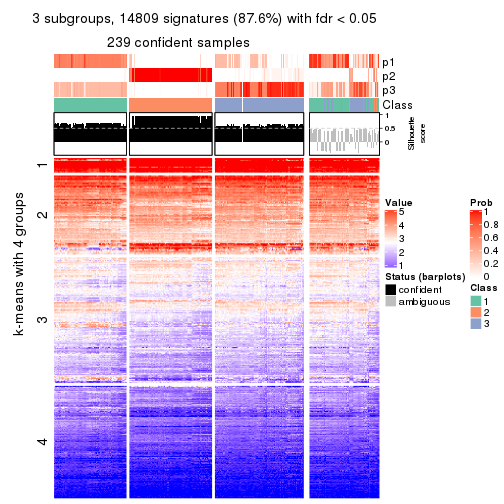 3 subgroups, 14809 signatures (87.6%) with fdr < 0.05
239 confident samples
p1
p2
p3
Class
1
0.5
0
Silhouette
score
k-means with 4 groups
1
2
3
4
Value
5
4
3
2
1
Status (barplots)
confident
ambiguous
Prob
1
0.8
0.6
0.4
0.2
0
Class
1
2
3